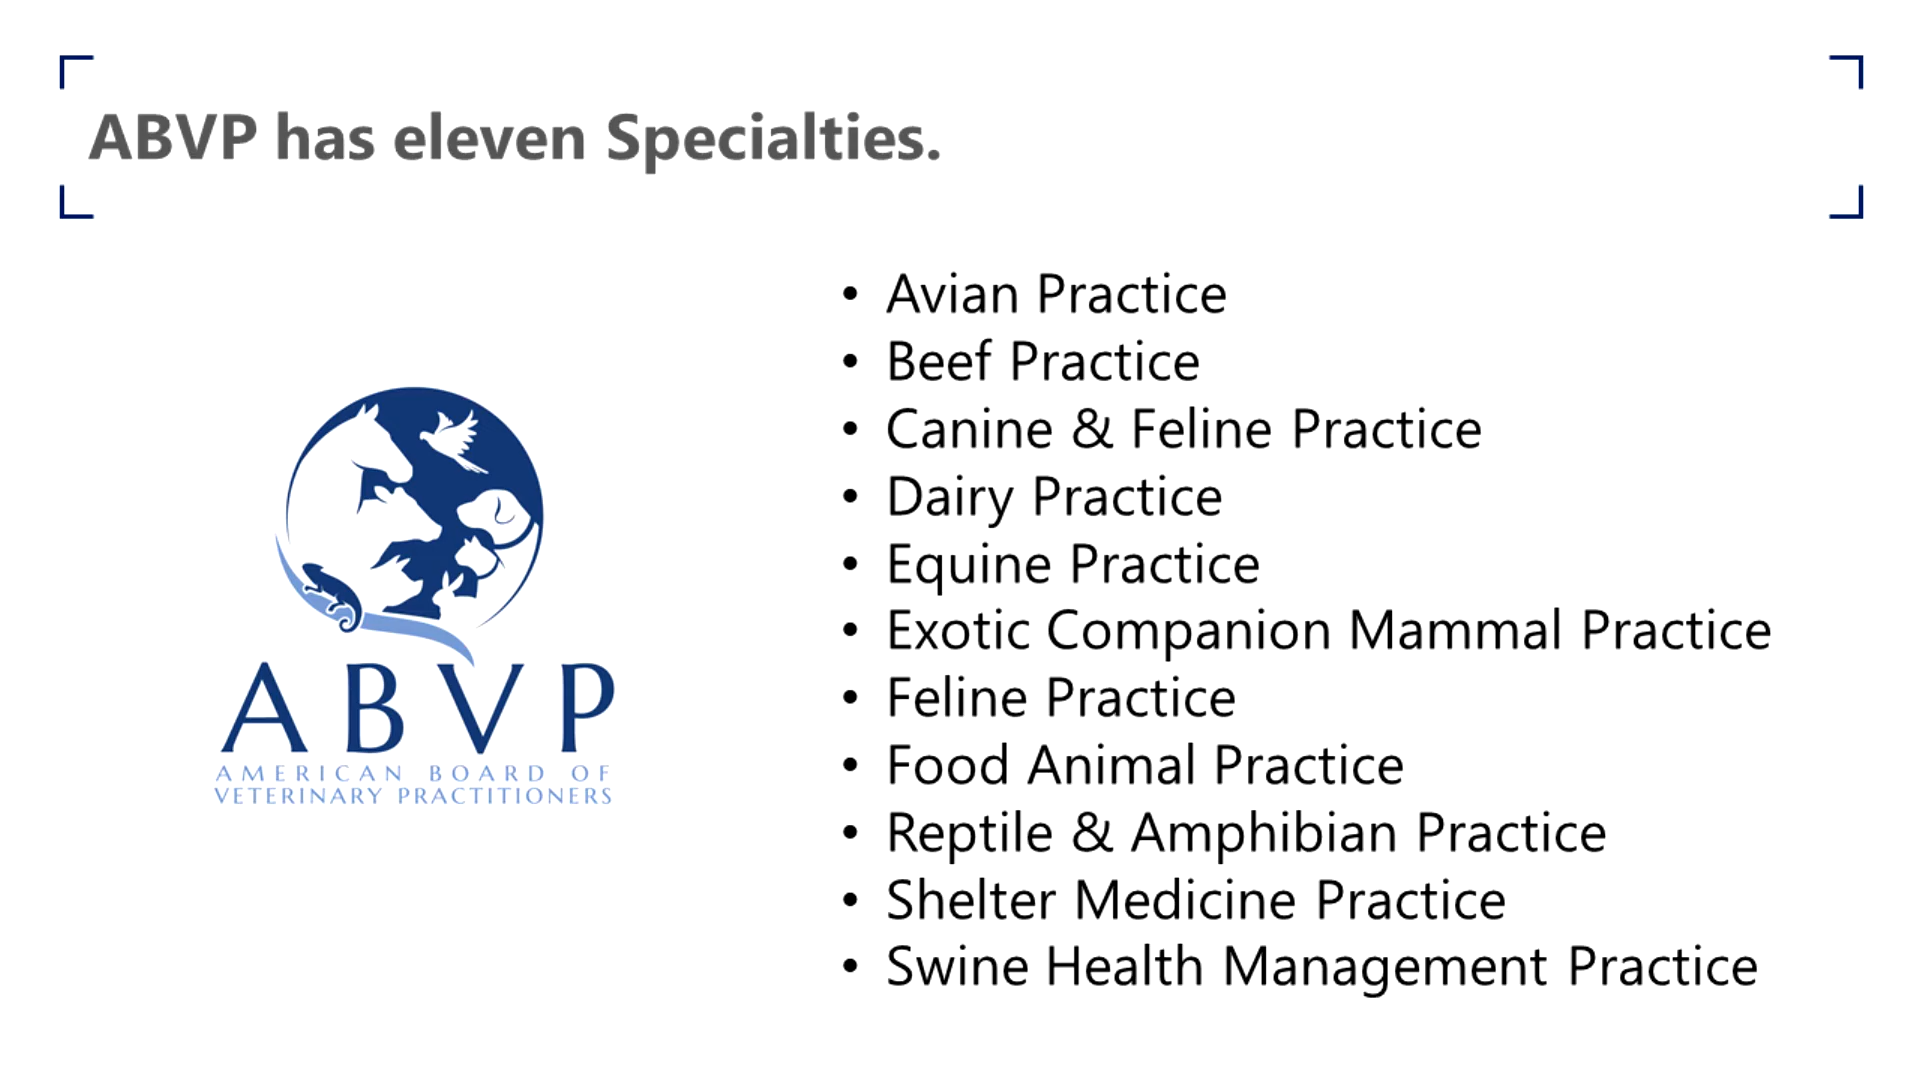 ABVP has eleven Specialties.
• Avian Practice
• Beef Practice
• Canine & Feline Practice
• Dairy Practice
• Equine Practice
• Exotic Companion Mammal Practice
• Feline Practice
• Food Animal Practice
• Reptile & Amphibian Practice
• Shelter Medicine Practice
• Swine Health Management Practice
ABVP
AMERICAN BOARD OF
VETERINARY PRACTITIONERS